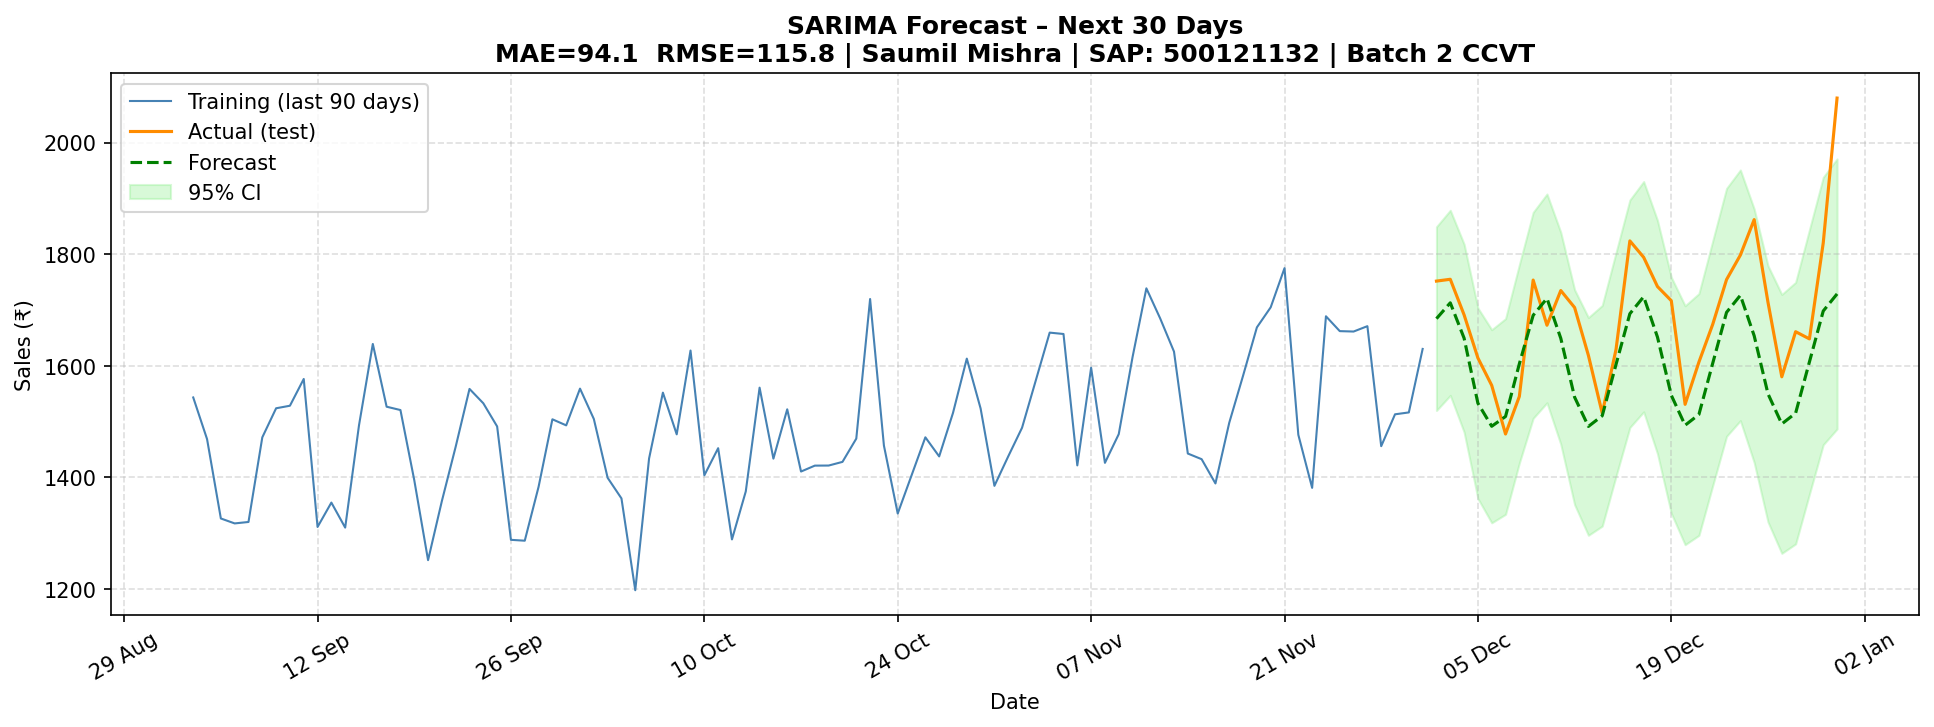 SARIMA Forecast – Next 30 Days
MAE=94.1  RMSE=115.8 | Saumil Mishra | SAP: 500121132 | Batch 2 CCVT
Training (last 90 days)
Actual (test)
Forecast
95% CI
Sales (₹)
2000
1800
1600
1400
1200
29 Aug
12 Sep
26 Sep
10 Oct
24 Oct
07 Nov
21 Nov
05 Dec
19 Dec
02 Jan
Date